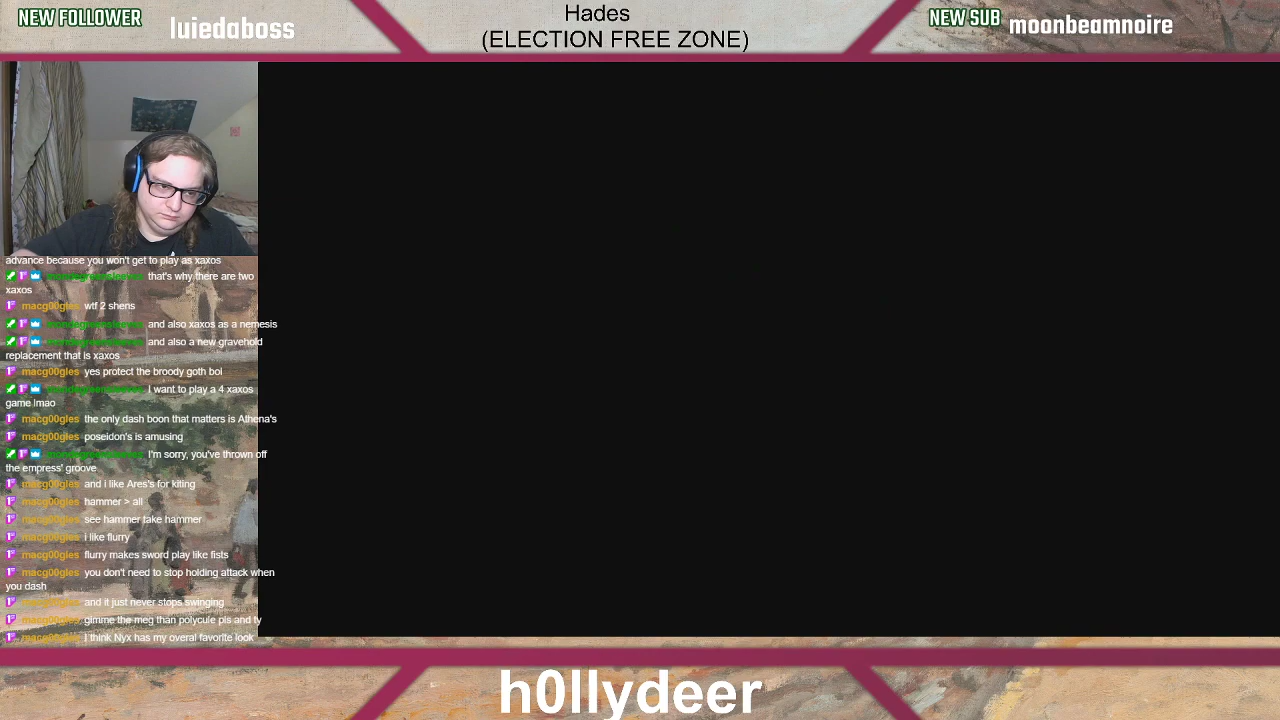 NEW FOLLOWER
luiedaboss
Hades
(ELECTION FREE ZONE)
NEW SUB
moonbeamnoire
advance because you won't get to play as xaxos
that's why there are two
xaxos
macg00gles wtf 2 shens
and also xaxos as a nemesis
and also a new gravehold
replacement that is xaxos
macg00gles yes protect the broody goth boi
I want to play a 4 xaxos
game lmao
macg00gles the only dash boon that matters is Athena's
macg00gles poseidon's is amusing
I'm sorry, you've thrown off
the empress' groove
macg00gles and i like Ares's for kiting
macg00gles hammer > all
macg00gles see hammer take hammer
macg00gles i like flurry
macg00gles flurry makes sword play like fists
macg00gles you don't need to stop holding attack when
you dash
macg00gles and it just never stops swinging
macg00gles gimme the meg than polycule pls and ty
macg00gles I think Nyx has my overal favorite look
h0llydeer